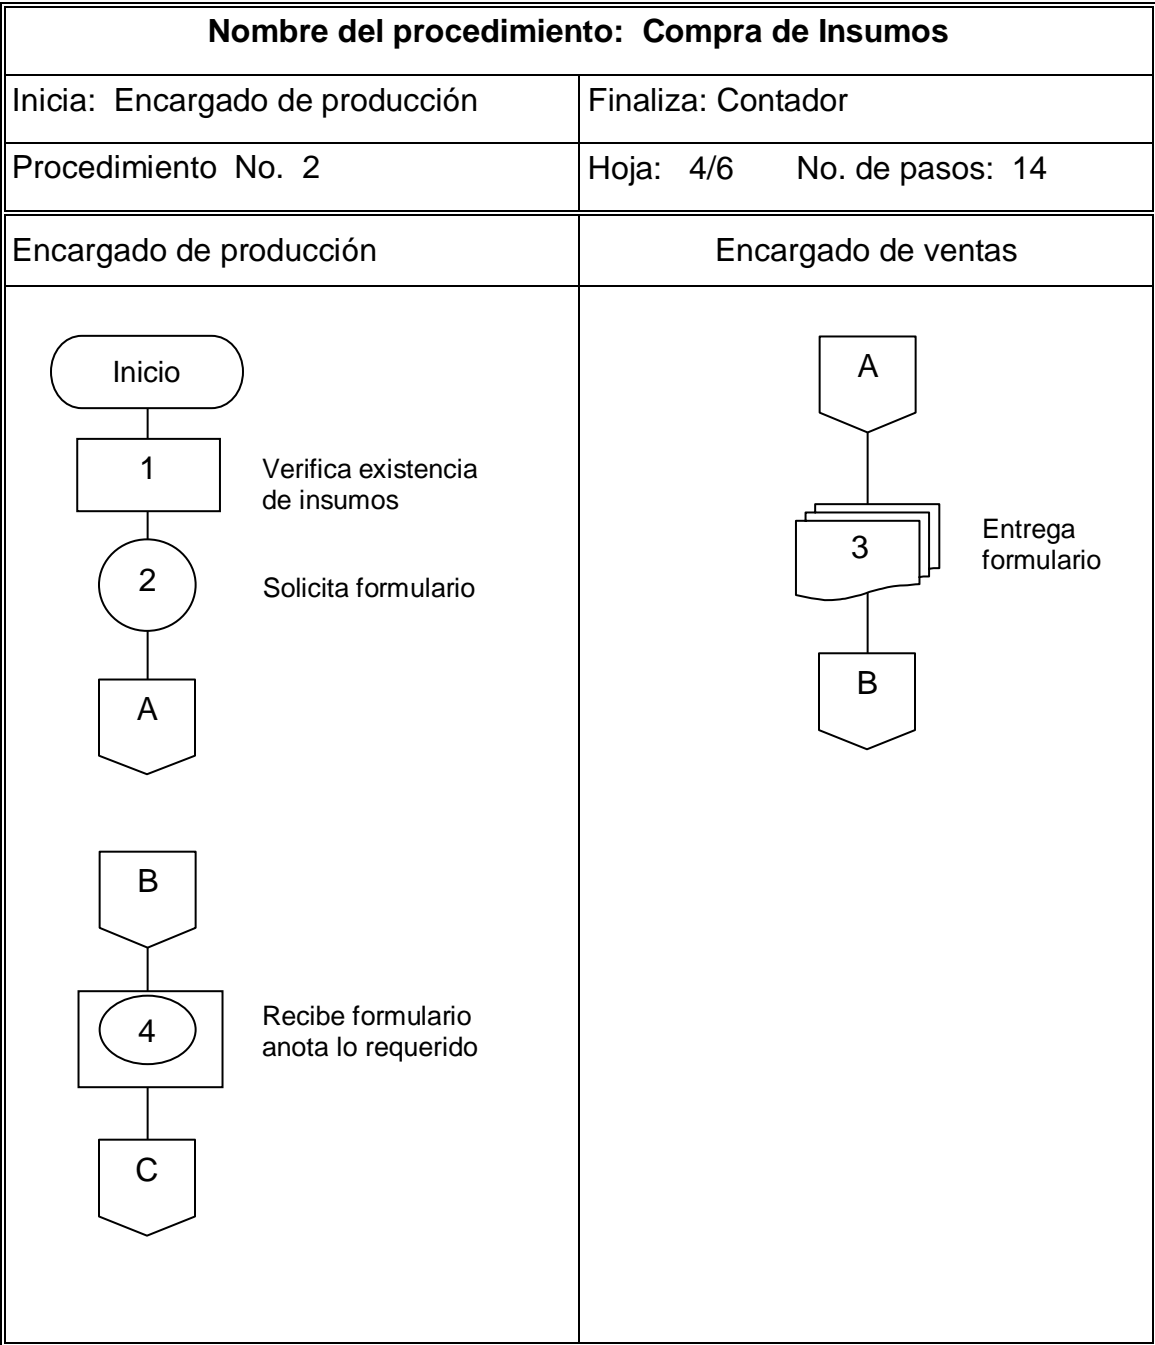 Nombre del procedimiento: Compra de Insumos
Inicia: Encargado de producción
Finaliza: Contador
Procedimiento No. 2
Hoja: 4/6 No. de pasos: 14
Encargado de producción
Encargado de ventas
Inicio
1
Verifica existencia
de insumos
2
Solicita formulario
A
B
4
Recibe formulario
anota lo requerido
C
A
3
Entrega
formulario
B